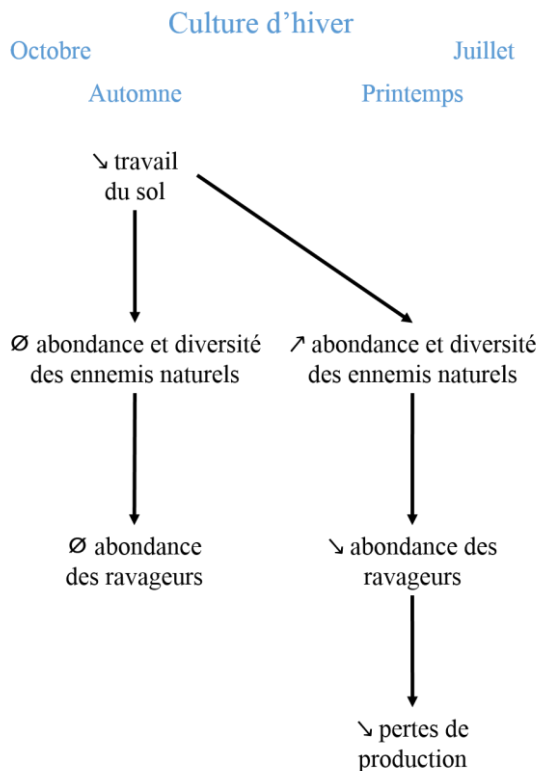 Culture d'hiver
Octobre
Juillet
Automne
Printemps
↘ travail
du sol
Ø abondance et diversité
des ennemis naturels
↗ abondance et diversité
des ennemis naturels
Ø abondance
des ravageurs
↘ abondance des
ravageurs
↘ pertes de
production